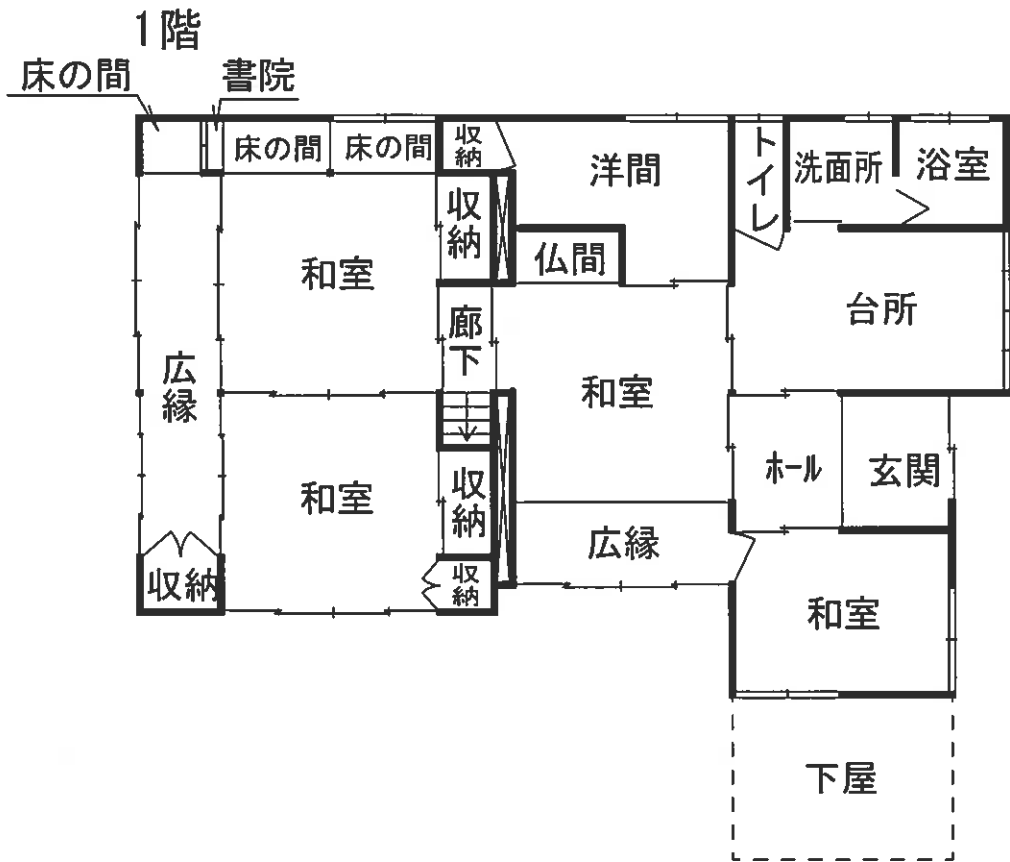 1階
床の間
書院
床の間
床の間
収納
洋間
トイレ
洗面所
浴室
収納
仏間
和室
廊下
台所
広縁
和室
和室
収納
ホール
玄関
広縁
収納
収納
和室
下屋